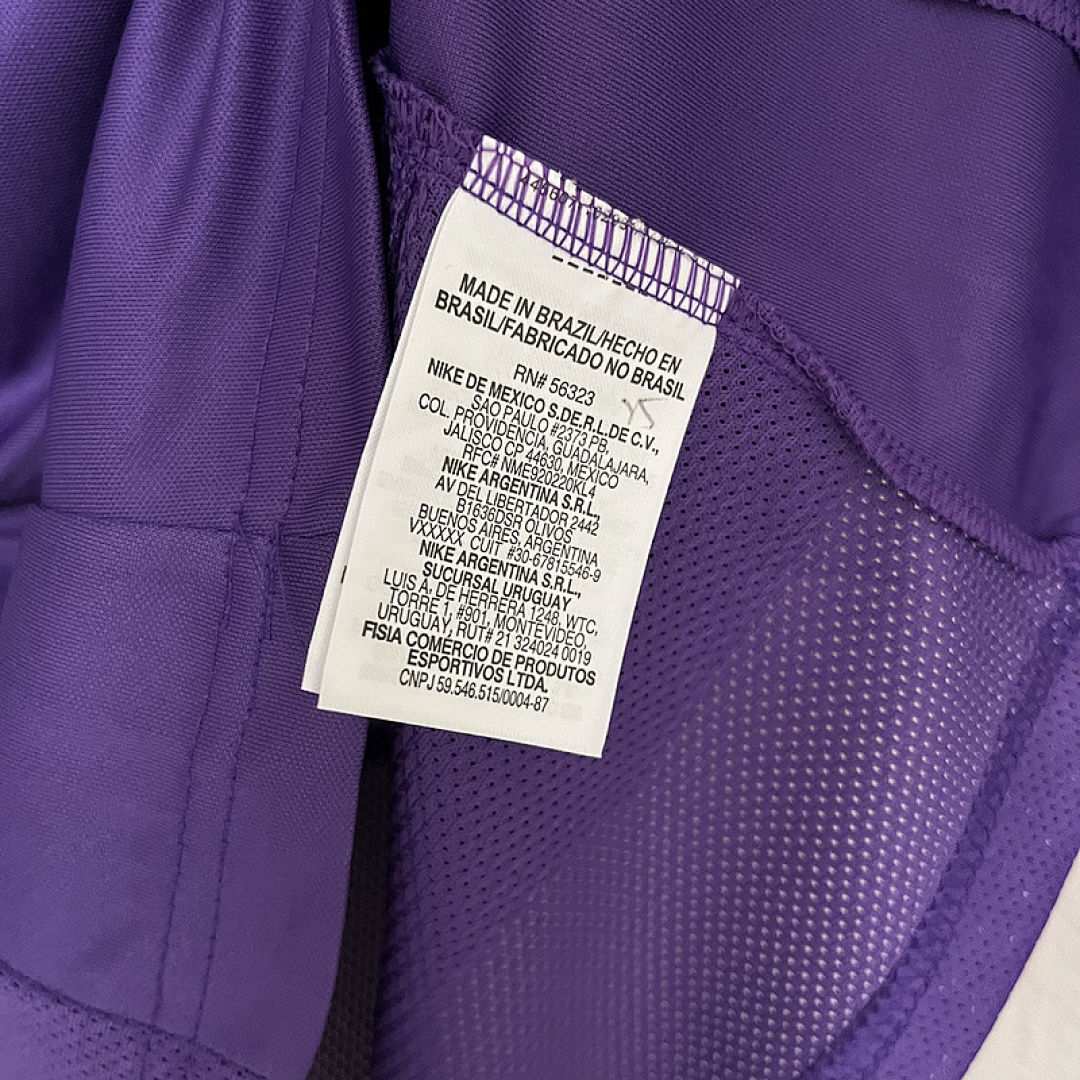 MADE IN BRAZIL/HECHO EN
BRASIL/FABRICADO NO BRASIL
RN# 56323
NIKE DE MEXICO S.DE.R.L.DE C.V.,
SAO PAULO #2373 PB,
COL. PROVIDENCIA, GUADALAJARA,
JALISCO CP 44630, MEXICO
RFC# NME920220KL4
NIKE ARGENTINA S.R.L,
AV DEL LIBERTADOR 2442
B1636DSR OLIVOS
BUENOS AIRES, ARGENTINA
VXXXXX CUIT #30-67815546-9
NIKE ARGENTINA S.R.L,
SUCURSAL URUGUAY
LUIS A. DE HERRERA 1248, WTC,
TORRE 1, #901, MONTEVIDEO
URUGUAY, RUT# 21 324024 0019
FISIA COMERCIO DE PRODUTOS
ESPORTIVOS LTDA.
CNPJ 59.546.515/0004-87